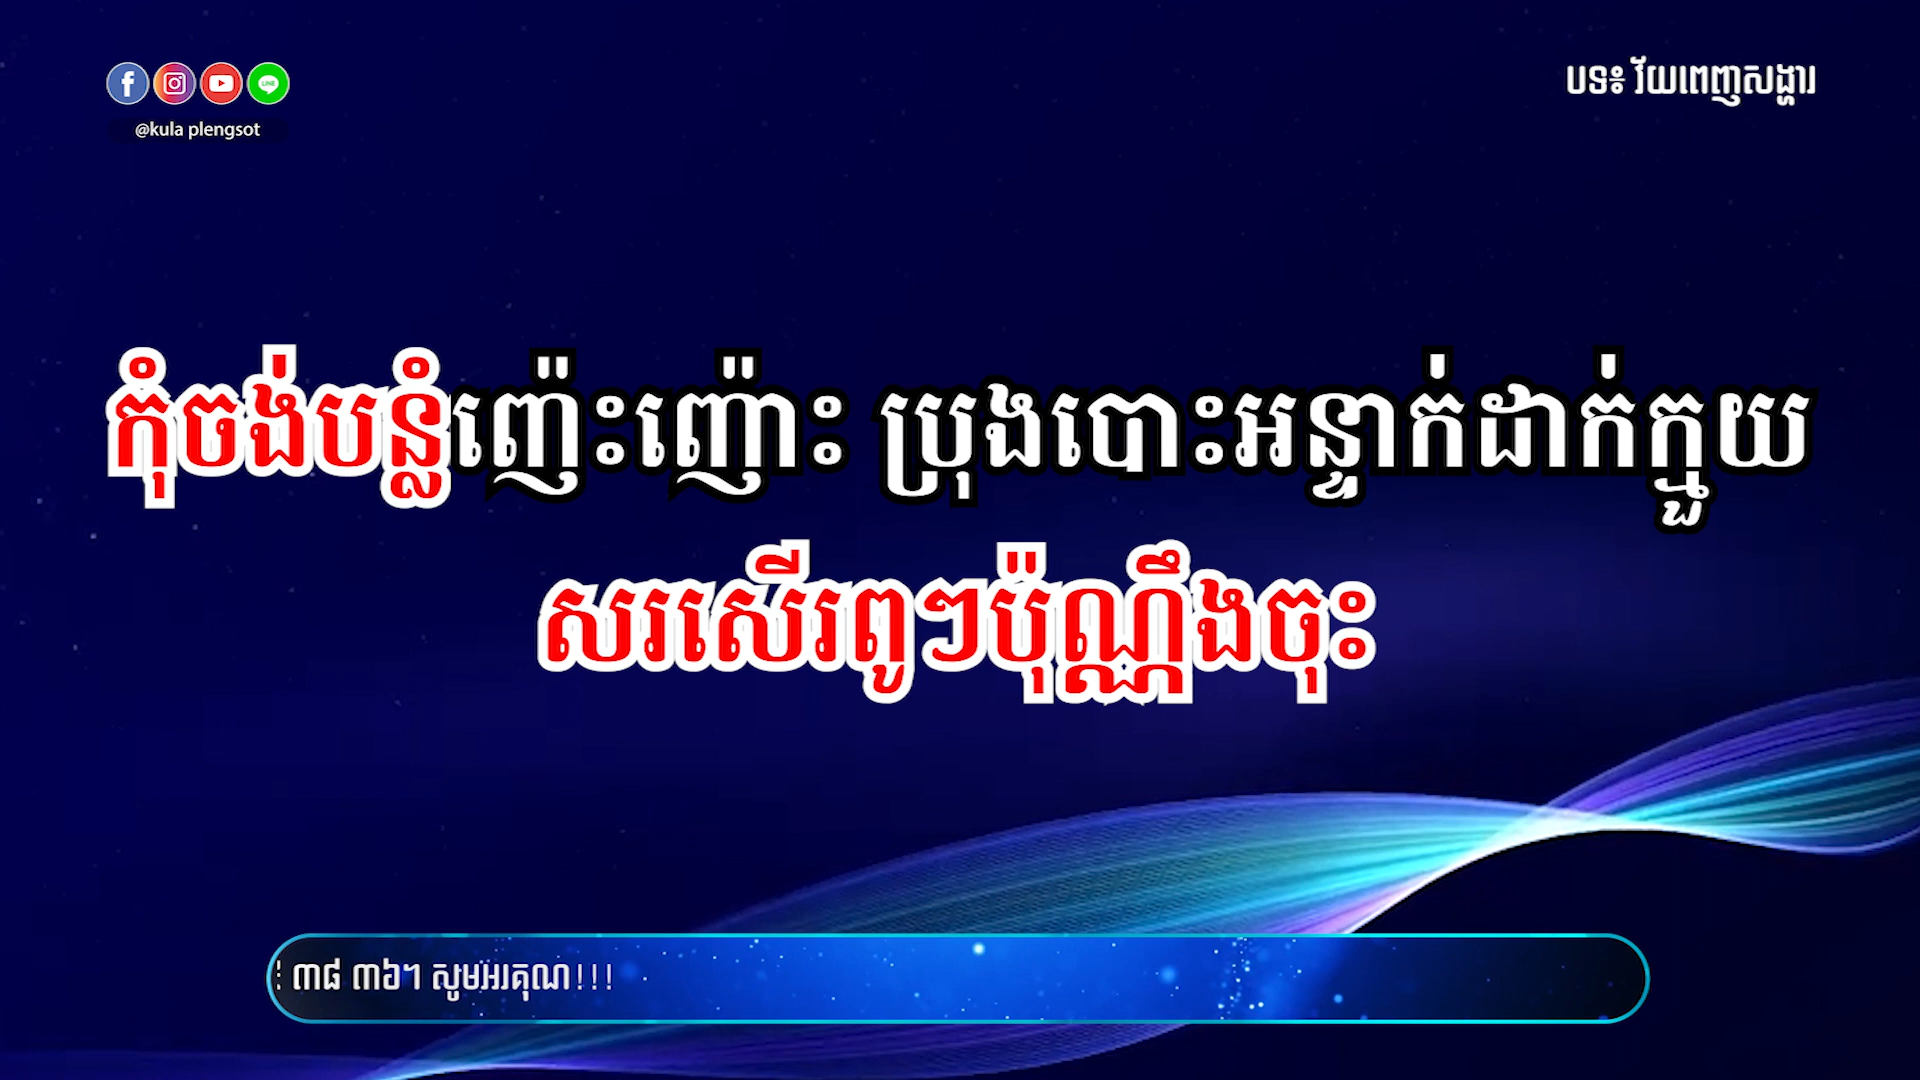 @kula plengsot
បទ៖ វ័យពេញសង្ហារ
កុំចង់បន្លំញ៉េះញ៉ោះ ប្រុងបោះអន្ទាក់ដាក់ក្មួយ
សរសើរពូៗប៉ុណ្ណឹងចុះ
៣៨ ៣៦។ សូមអរគុណ!!!